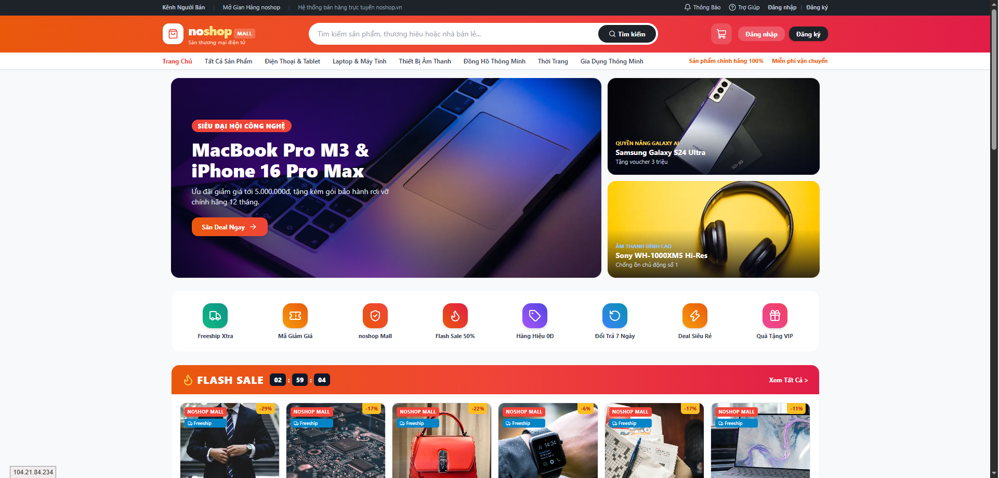 Kênh Người Bán | Mở Gian Hàng noshop | Hệ thống bán hàng trực tuyến noshop.vn
Thông Báo Trợ Giúp Đăng nhập | Đăng ký
noshop MALL
Sàn thương mại điện tử
Tìm kiếm sản phẩm, thương hiệu hoặc nhà bán lẻ...
Tìm kiếm
Đăng nhập
Đăng ký
Trang Chủ Tất Cả Sản Phẩm Điện Thoại & Tablet Laptop & Máy Tính Thiết Bị Âm Thanh Đồng Hồ Thông Minh Thời Trang Gia Dụng Thông Minh
Sản phẩm chính hãng 100% Miễn phí vận chuyển
SIÊU ĐẠI HỘI CÔNG NGHỆ
MacBook Pro M3 &
iPhone 16 Pro Max
Ưu đãi giảm giá tới 5.000.000đ, tặng kèm gói bảo hành rơi vỡ
chính hãng 12 tháng.
Săn Deal Ngay
QUYỀN NĂNG GALAXY AI
Samsung Galaxy S24 Ultra
Tặng voucher 3 triệu
SAMSUNG
S21+ 5G
ÂM THANH ĐỈNH CAO
Sony WH-1000XM5 Hi-Res
Chống ồn chủ động số 1
Freeship Xtra
Mã Giảm Giá
noshop Mall
Flash Sale 50%
Hàng Hiệu 0Đ
Đổi Trả 7 Ngày
Deal Siêu Rẻ
Quà Tặng VIP
FLASH SALE 02 : 59 : 04
Xem Tất Cả >
NOSHOP MALL -29%
Freeship
NOSHOP MALL -17%
Freeship
NOSHOP MALL -22%
Freeship
NOSHOP MALL -6%
Freeship
14:24
NOSHOP MALL -17%
Freeship
2
NOSHOP MALL -11%
Freeship
104.21.84.234